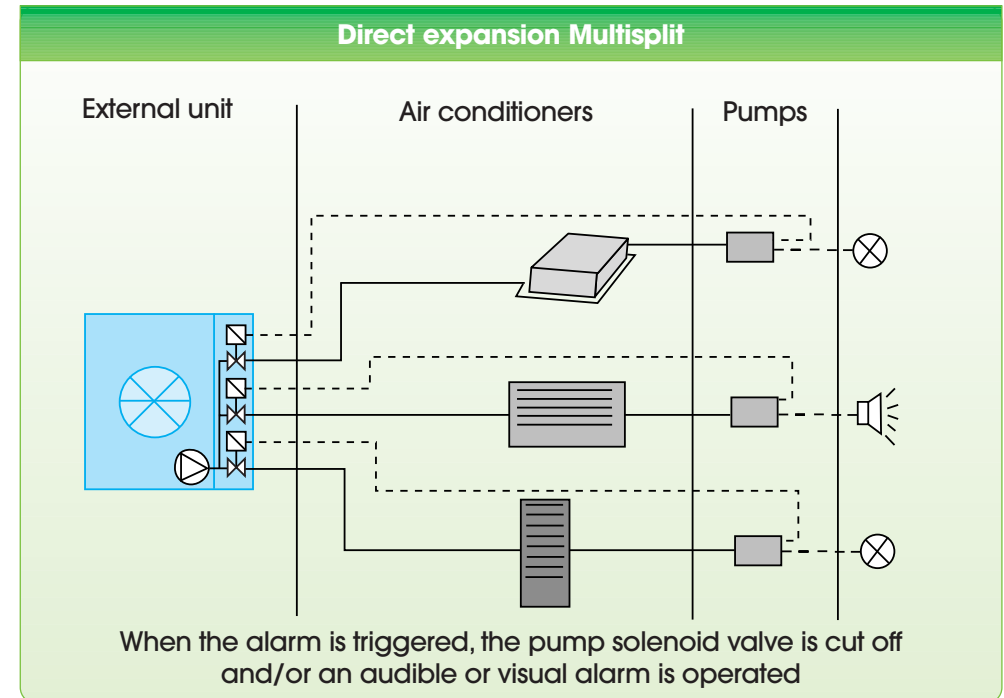 Direct expansion Multisplit
External unit
Air conditioners
Pumps
When the alarm is triggered, the pump solenoid valve is cut off
and/or an audible or visual alarm is operated